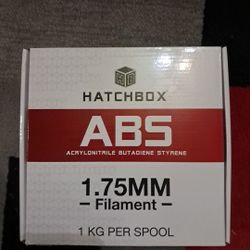 HATCHBOX
ABS
ACRYLONITRILE BUTADIENE STYRENE
1.75MM
Filament
1 KG PER SPOOL